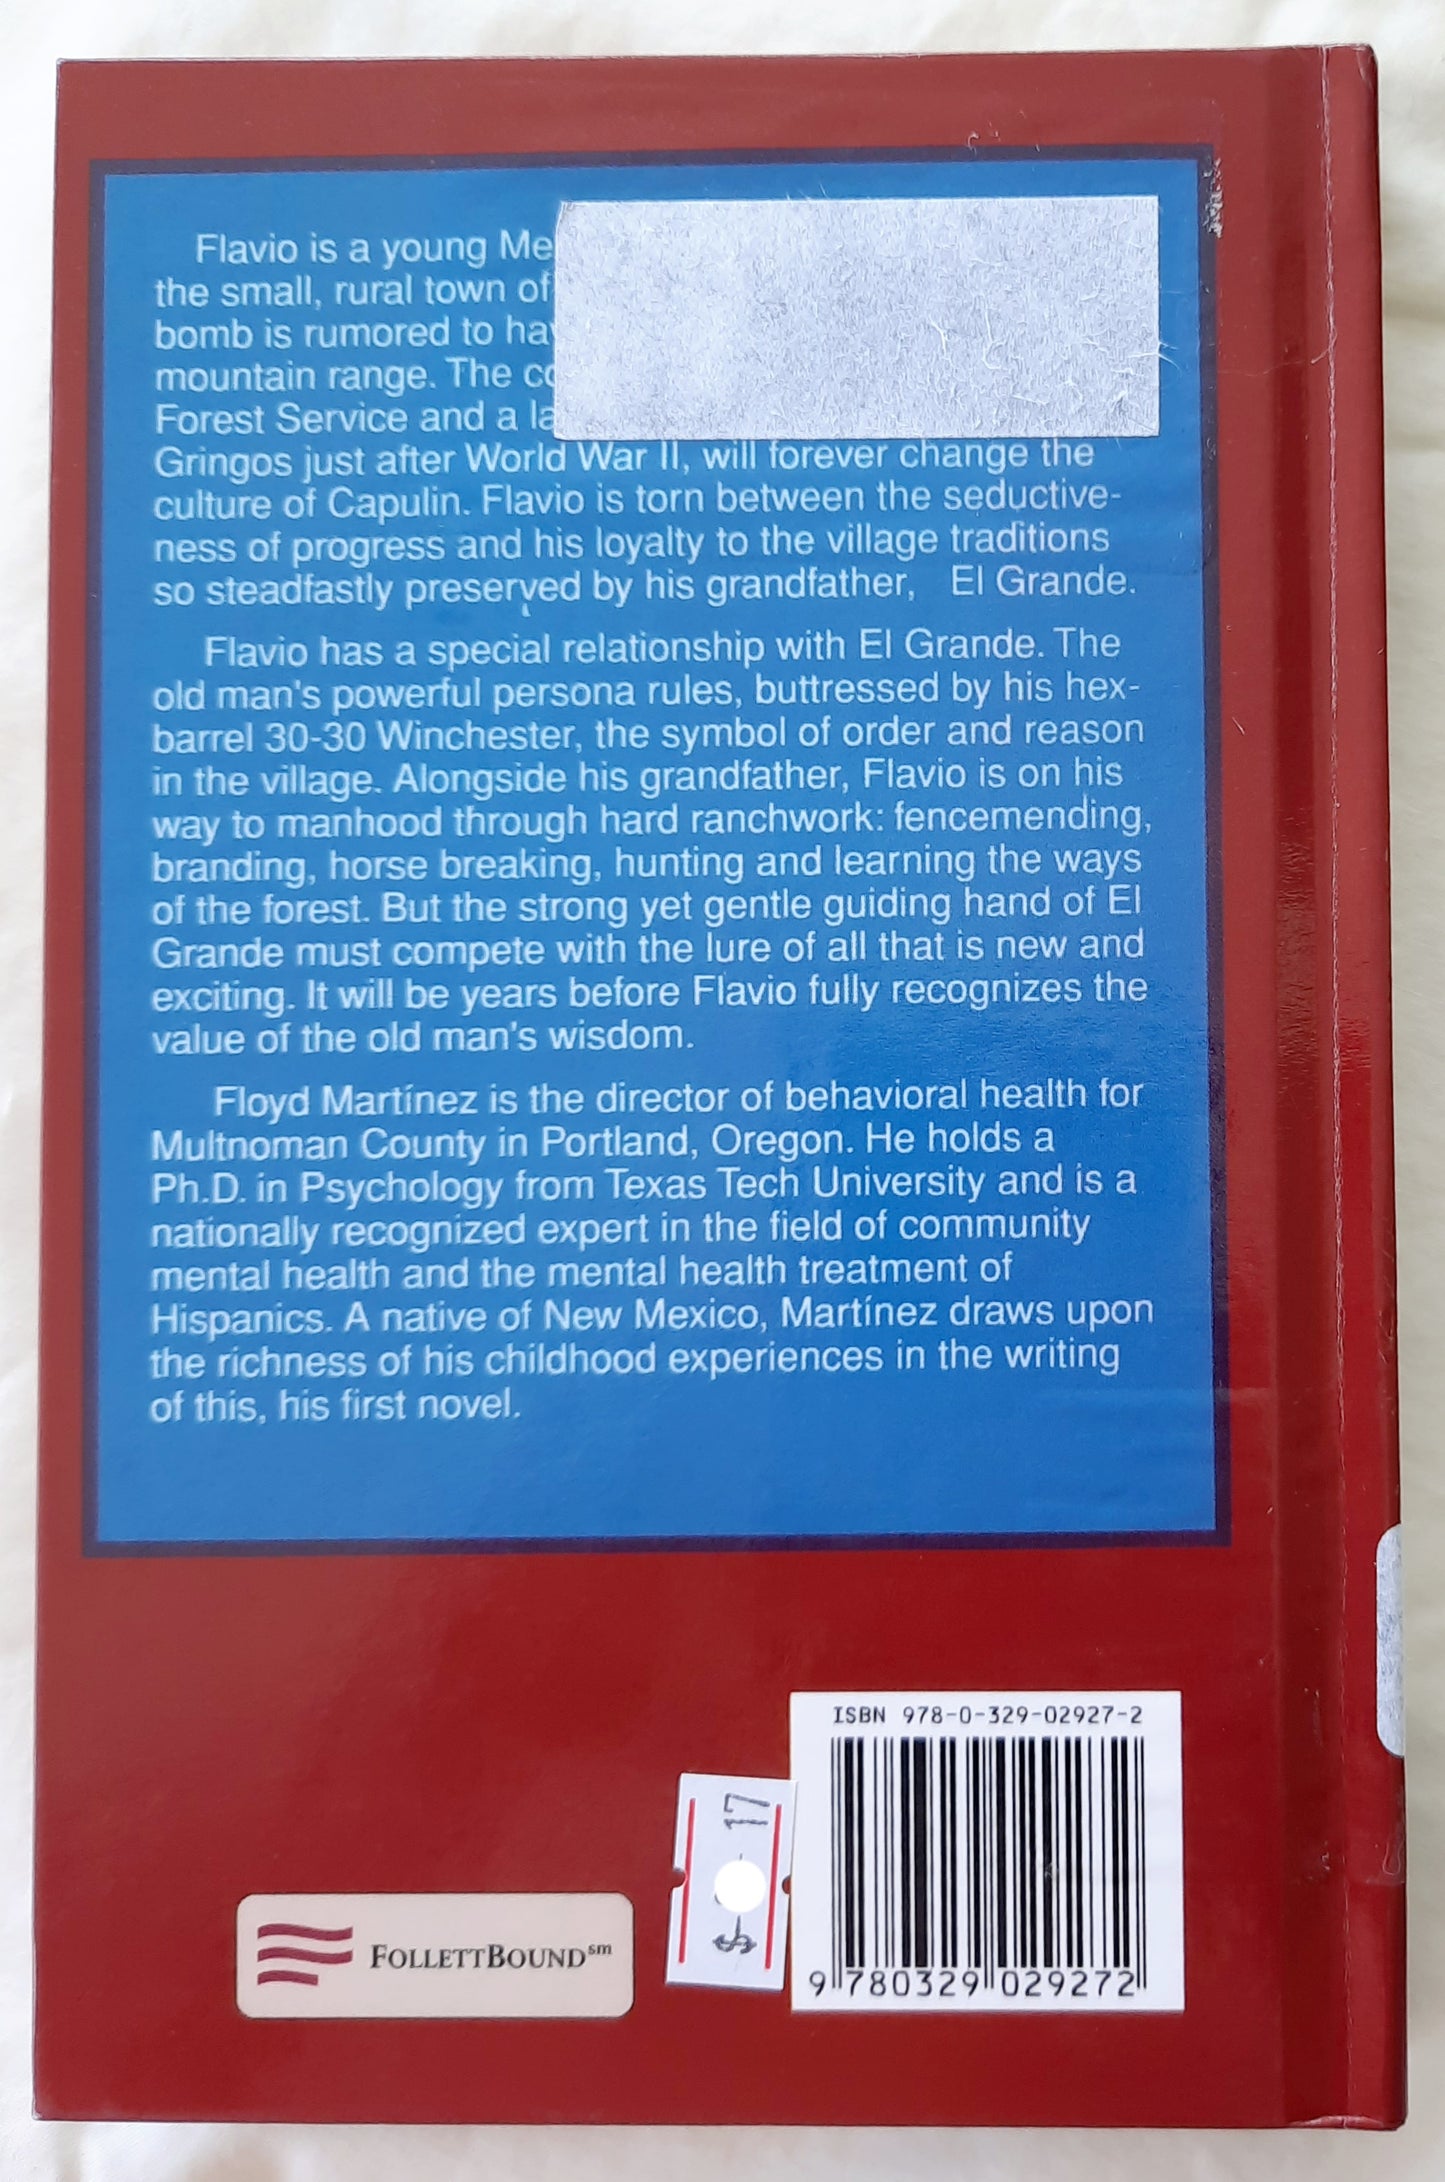 Flavio is a young Me
the small, rural town of
bomb is rumored to hav
mountain range. The co
Forest Service and a la
Gringos just after World War II, will forever change the
culture of Capulin. Flavio is torn between the seductive-
ness of progress and his loyalty to the village traditions
so steadfastly preserved by his grandfather, El Grande.
Flavio has a special relationship with El Grande. The
old man's powerful persona rules, buttressed by his hex-
barrel 30-30 Winchester, the symbol of order and reason
in the village. Alongside his grandfather, Flavio is on his
way to manhood through hard ranchwork: fencemending,
branding, horse breaking, hunting and learning the ways
of the forest. But the strong yet gentle guiding hand of El
Grande must compete with the lure of all that is new and
exciting. It will be years before Flavio fully recognizes the
value of the old man's wisdom.
Floyd Martínez is the director of behavioral health for
Multnoman County in Portland, Oregon. He holds a
Ph.D. in Psychology from Texas Tech University and is a
nationally recognized expert in the field of community
mental health and the mental health treatment of
Hispanics. A native of New Mexico, Martínez draws upon
the richness of his childhood experiences in the writing
of this, his first novel.
ISBN 978-0-329-02927-2
9 780329 029272
$ 17
FOLLETTBOUND sm